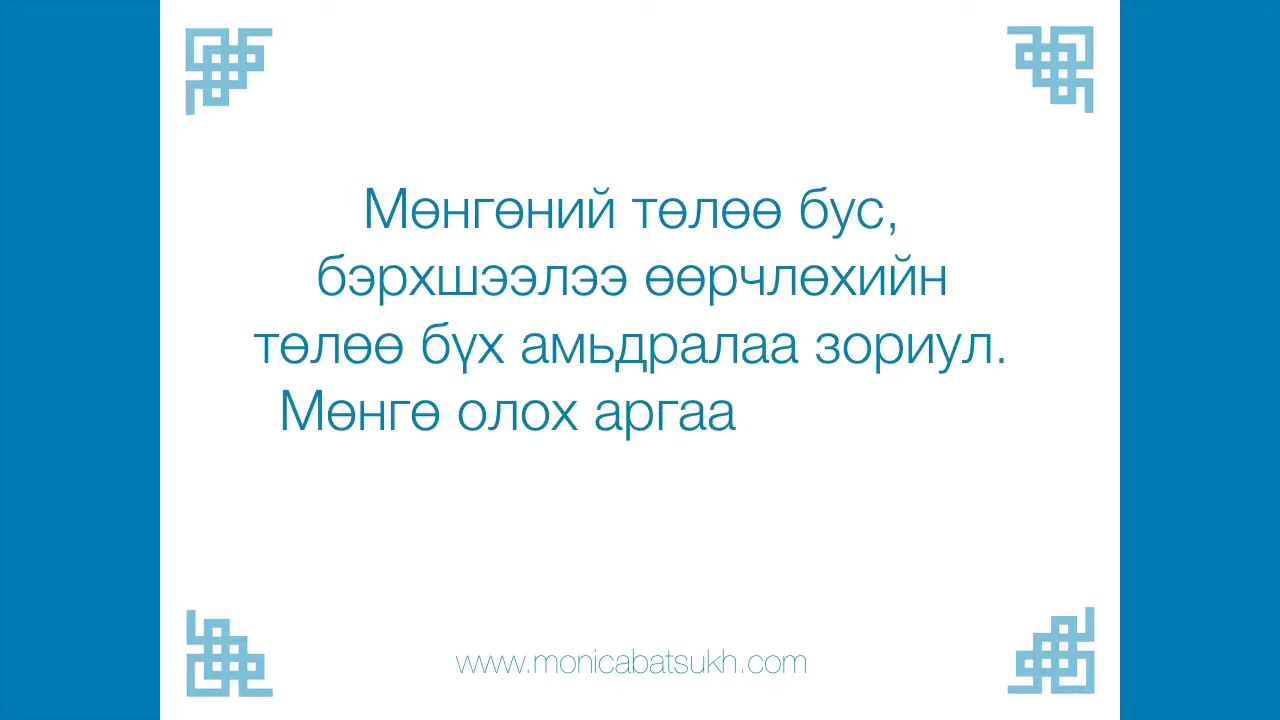 Мөнгөний төлөө бус,
бэрхшээлээ өөрчлөхийн
төлөө бүх амьдралаа зориул.
Мөнгө олох аргаа
www.monicabatsukh.com